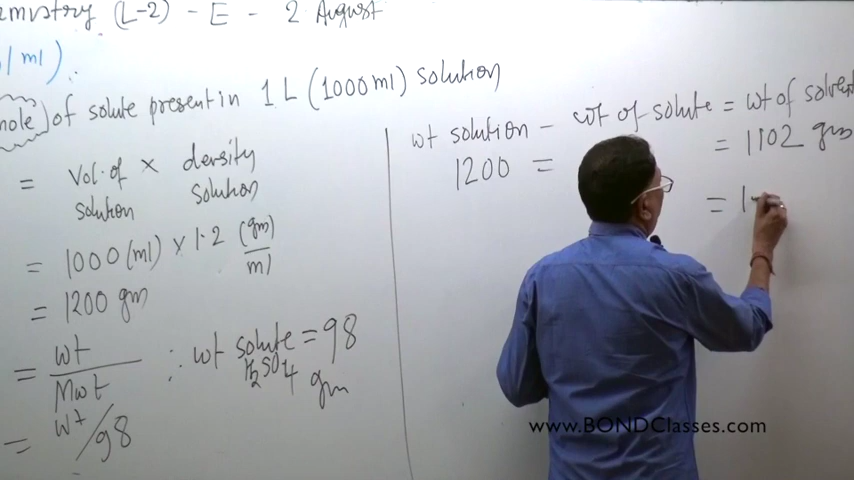 emistry (L-2) - E - 2 August
/ml).
mole) of solute present in 1 L (1000 ml) solution
= Vol. of solution × density solution
= 1000 (ml) × 1.2 (gm)/ml
= 1200 gm
= wt/Mwt ∴ wt solute = 98
H2SO4 gm
= wt/98
wt solution - wt of solute = wt of solvent
1200 = = 1102 gm
= 1
www.BONDClasses.com